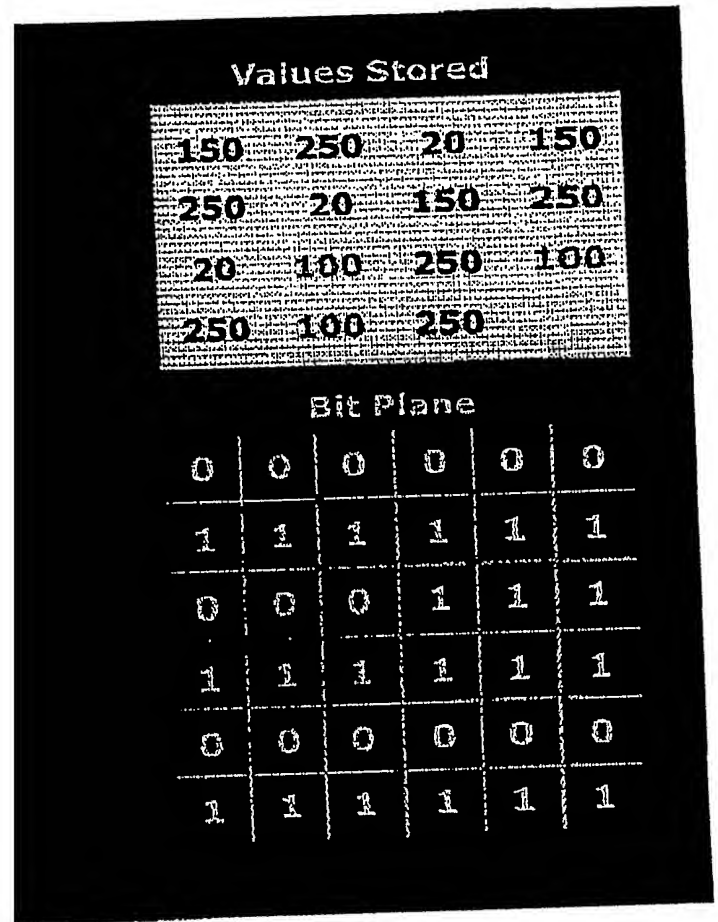 Values Stored
150 250 20 150
250 20 150 250
20 100 250 100
250 100 250
Bit Plane
0 0 0 0 0 0
1 1 1 1 1 1
0 0 0 1 1 1
1 1 1 1 1 1
0 0 0 0 0 0
1 1 1 1 1 1